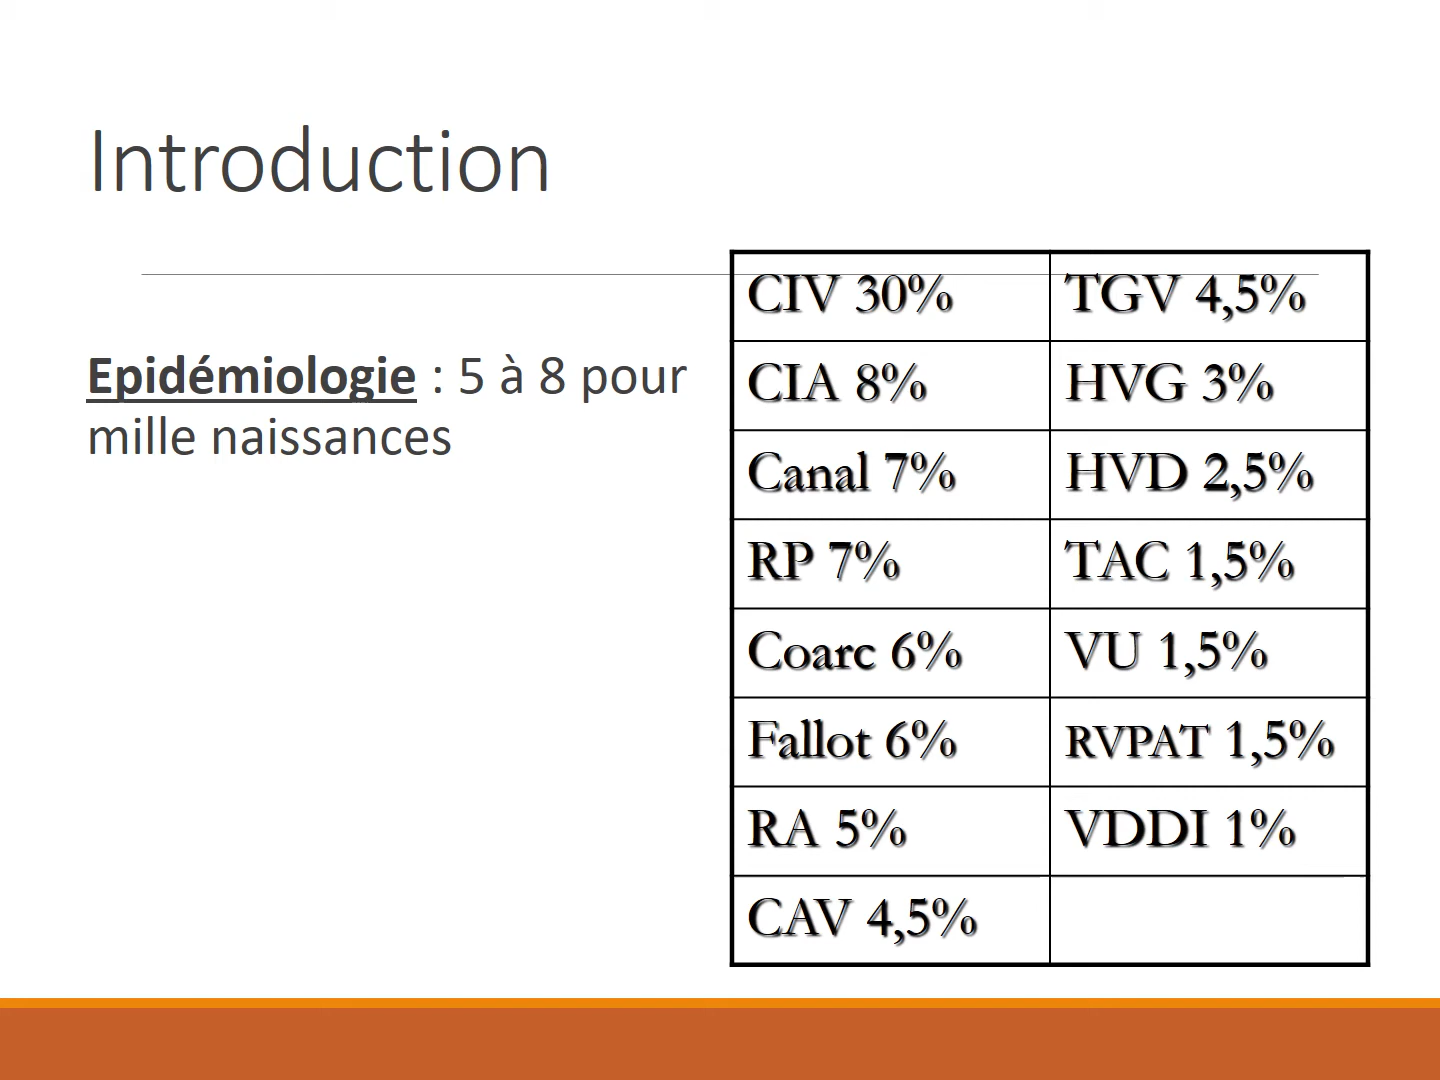 Introduction
Epidémiologie : 5 à 8 pour
mille naissances
CIV 30%
TGV 4,5%
CIA 8%
HVG 3%
Canal 7%
HVD 2,5%
RP 7%
TAC 1,5%
Coarc 6%
VU 1,5%
Fallot 6%
RVPAT 1,5%
RA 5%
VDDI 1%
CAV 4,5%